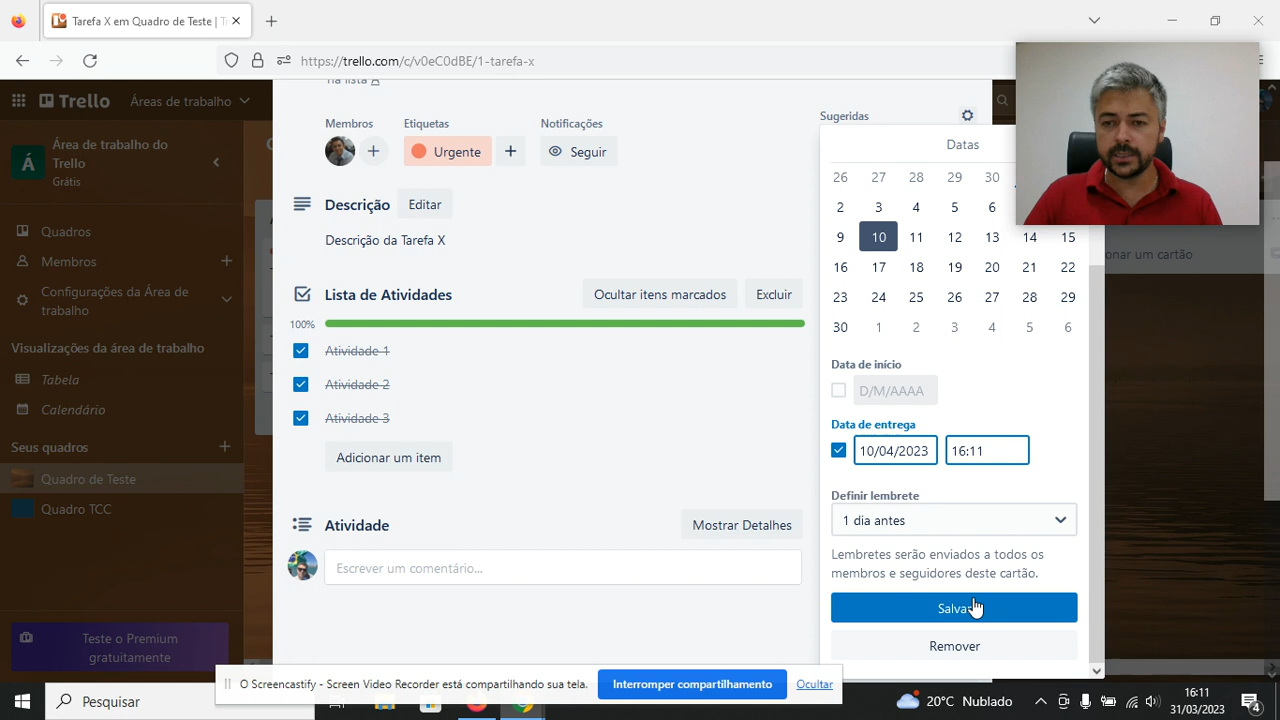 Tarefa X em Quadro de Teste |
https://trello.com/c/v0eC0dBE/1-tarefa-x
Trello
Áreas de trabalho
Á
Área de trabalho do
Trello
Grátis
Quadros
Membros
Configurações da Área de
trabalho
Visualizações da área de trabalho
Tabela
Calendário
Seus quadros
Quadro de Teste
Quadro TCC
Teste o Premium
gratuitamente
na lista A
Membros Etiquetas Notificações
Urgente
Seguir
Descrição
Editar
Descrição da Tarefa X
Lista de Atividades
Ocultar itens marcados
Excluir
100%
Atividade 1
Atividade 2
Atividade 3
Adicionar um item
Atividade
Mostrar Detalhes
Escrever um comentário...
Sugeridas
Datas
26 27 28 29 30
2 3 4 5 6
9 10 11 12 13 14 15
16 17 18 19 20 21 22
23 24 25 26 27 28 29
30 1 2 3 4 5 6
Data de início
D/M/AAAA
Data de entrega
10/04/2023 16:11
Definir lembrete
1 dia antes
Lembretes serão enviados a todos os
membros e seguidores deste cartão.
Salvar
Remover
um cartão
O Screencastify - Screen Video Recorder está compartilhando sua tela.
Interromper compartilhamento
Ocultar
Pesquisar
20°C Nublado
16:11
31/03/2023
4